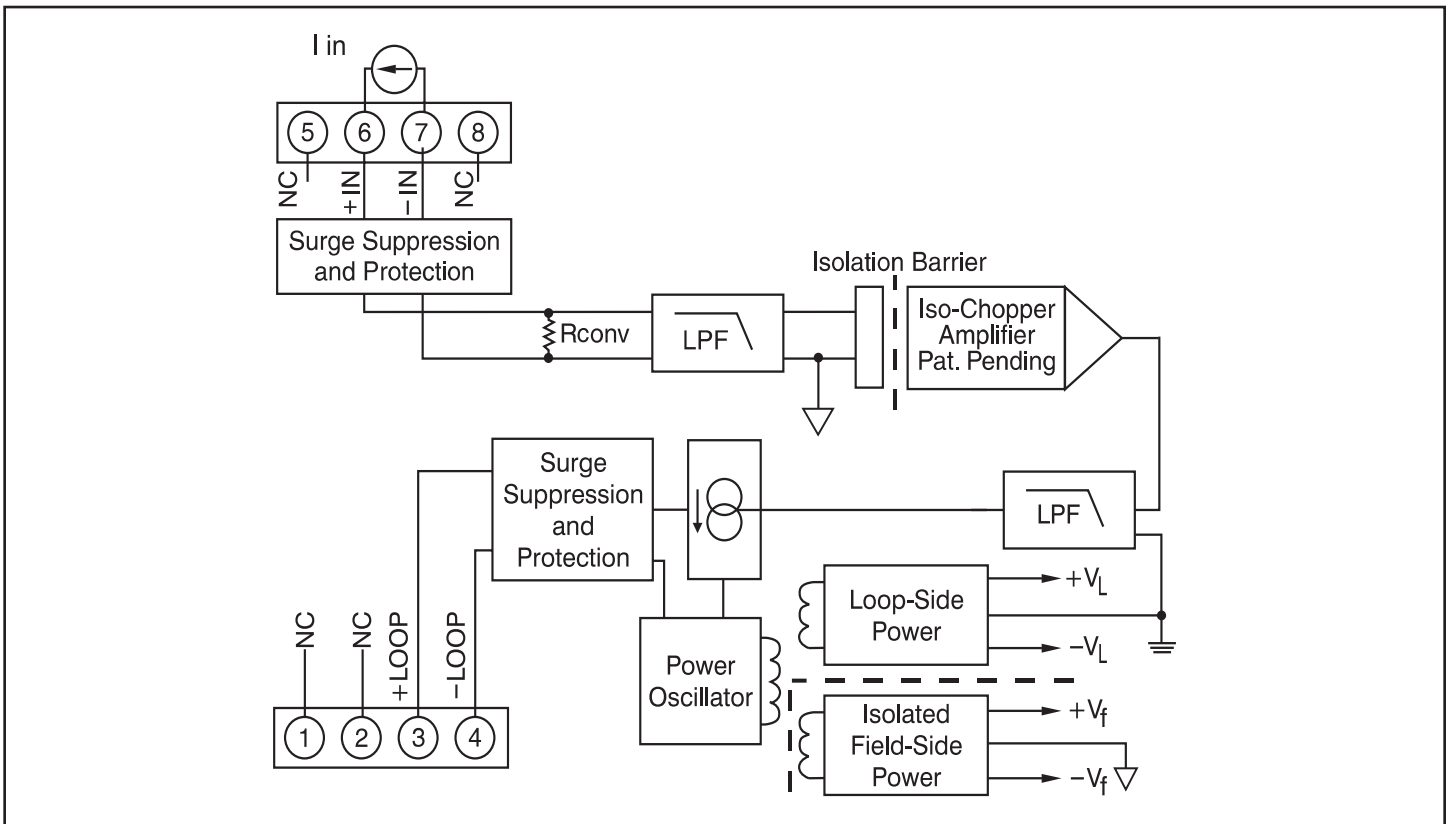 I in
5 6 7 8
NC +IN −IN NC
Surge Suppression
and Protection
Rconv
LPF
Isolation Barrier
Iso-Chopper
Amplifier
Pat. Pending
Surge
Suppression
and
Protection
LPF
NC NC +LOOP −LOOP
1 2 3 4
Power
Oscillator
Loop-Side
Power
+VL
−VL
Isolated
Field-Side
Power
+Vf
−Vf